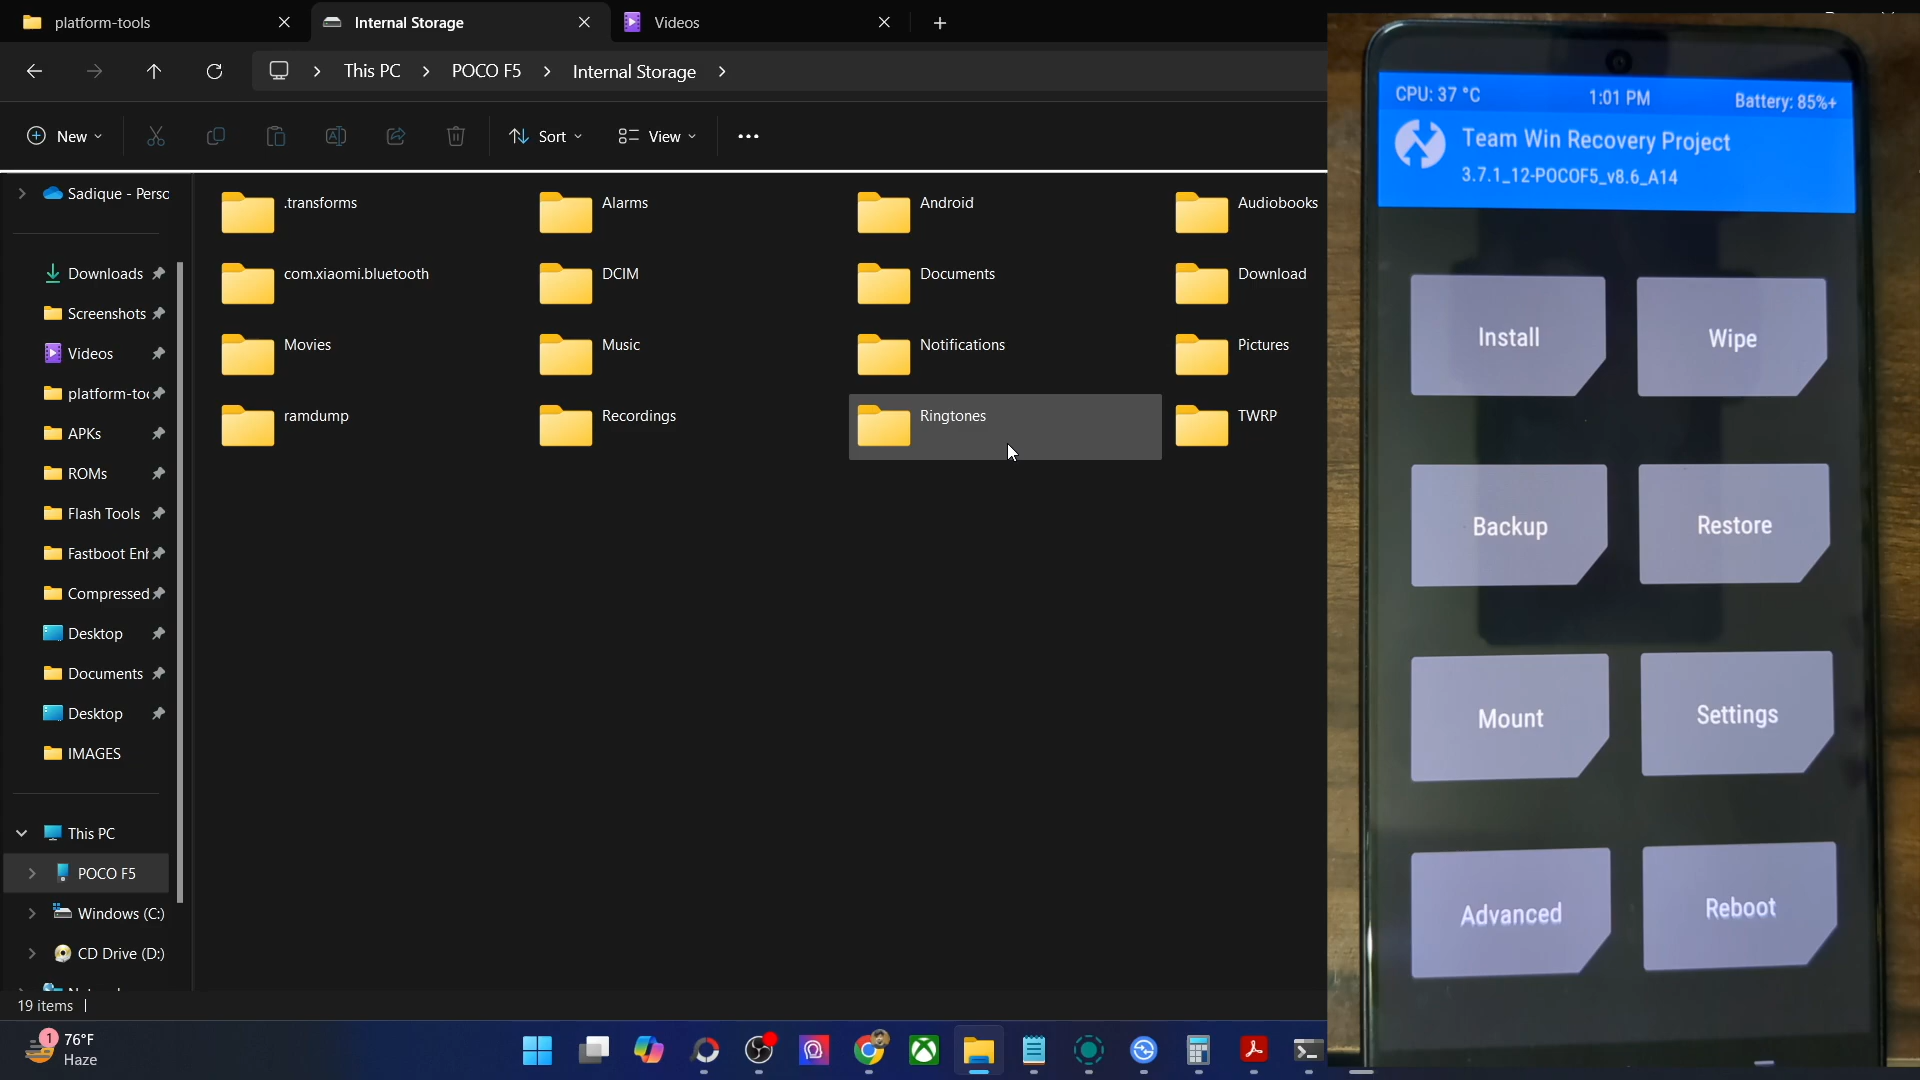 platform-tools
Internal Storage
Videos
This PC
POCO F5
Internal Storage
New
Sort
View
Sadique - Persc
Downloads
Screenshots
Videos
platform-too
APKs
ROMs
Flash Tools
Fastboot Enh
Compressed
Desktop
Documents
Desktop
IMAGES
This PC
POCO F5
Windows (C:)
CD Drive (D:)
.transforms
Alarms
Android
Audiobooks
com.xiaomi.bluetooth
DCIM
Documents
Download
Movies
Music
Notifications
Pictures
ramdump
Recordings
Ringtones
TWRP
19 items
1
76°F
Haze
CPU: 37 °C
1:01 PM
Battery: 85%+
Team Win Recovery Project
3.7.1_12-POCOF5_v8.6_A14
Install
Wipe
Backup
Restore
Mount
Settings
Advanced
Reboot